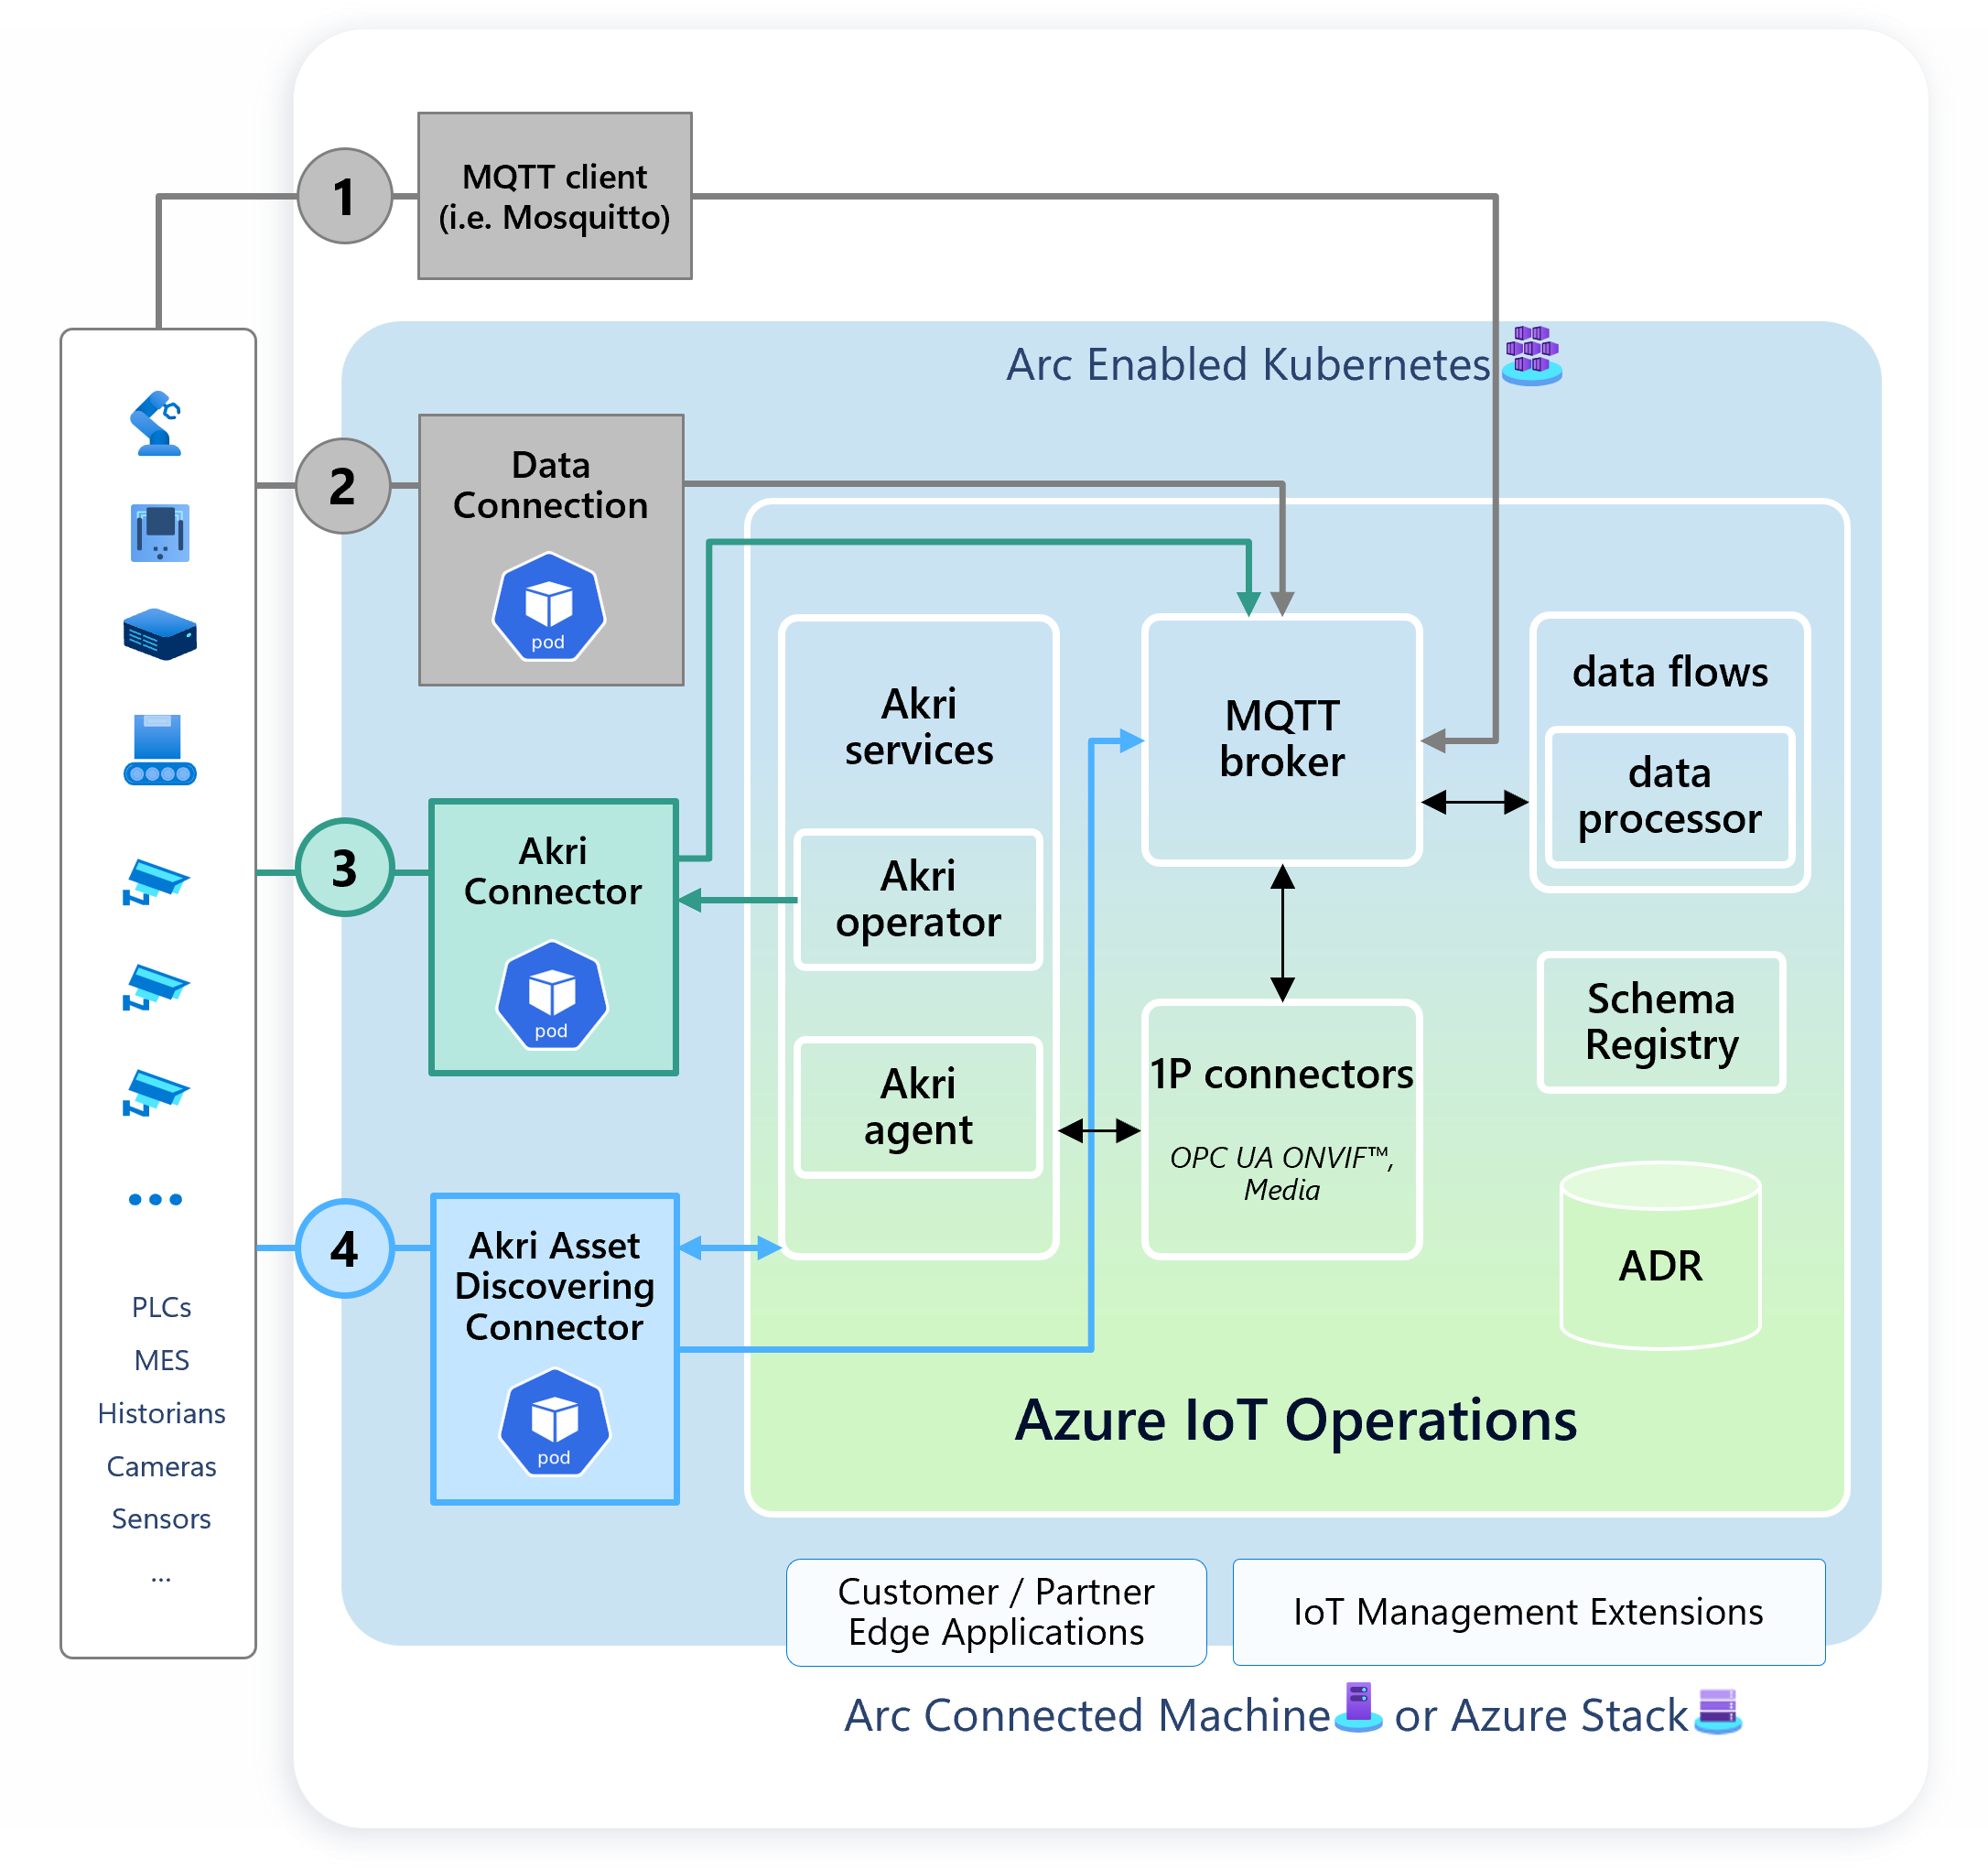 1
MQTT client
(i.e. Mosquitto)
Arc Enabled Kubernetes
2
Data
Connection
pod
3
Akri
Connector
pod
4
Akri Asset
Discovering
Connector
pod
PLCs
MES
Historians
Cameras
Sensors
...
Akri
services
Akri
operator
Akri
agent
MQTT
broker
1P connectors
OPC UA ONVIF™,
Media
data flows
data
processor
Schema
Registry
ADR
Azure IoT Operations
Customer / Partner
Edge Applications
IoT Management Extensions
Arc Connected Machine or Azure Stack